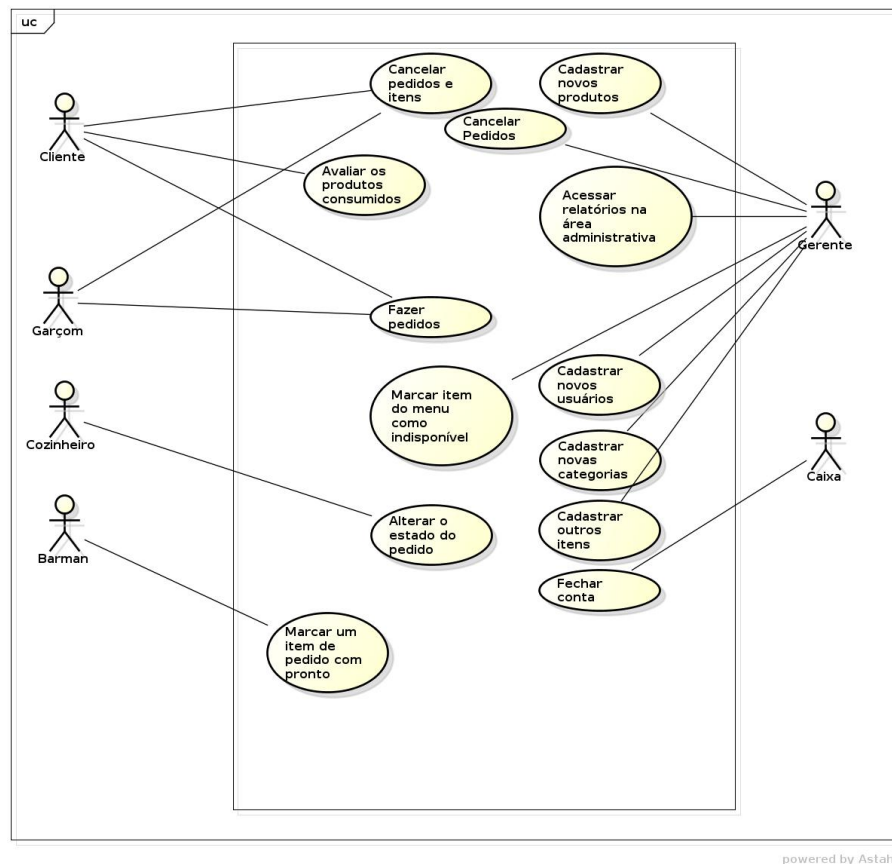 uc
Cancelar
pedidos e
itens
Cadastrar
novos
produtos
Cancelar
Pedidos
Cliente
Avaliar os
produtos
consumidos
Acessar
relatórios na
área
administrativa
Gerente
Garçom
Fazer
pedidos
Marcar item
do menu
como
indisponível
Cadastrar
novos
usuários
Cozinheiro
Cadastrar
novas
categorias
Caixa
Alterar o
estado do
pedido
Cadastrar
outros
itens
Barman
Fechar
conta
Marcar um
item de
pedido com
pronto
powered by Astah